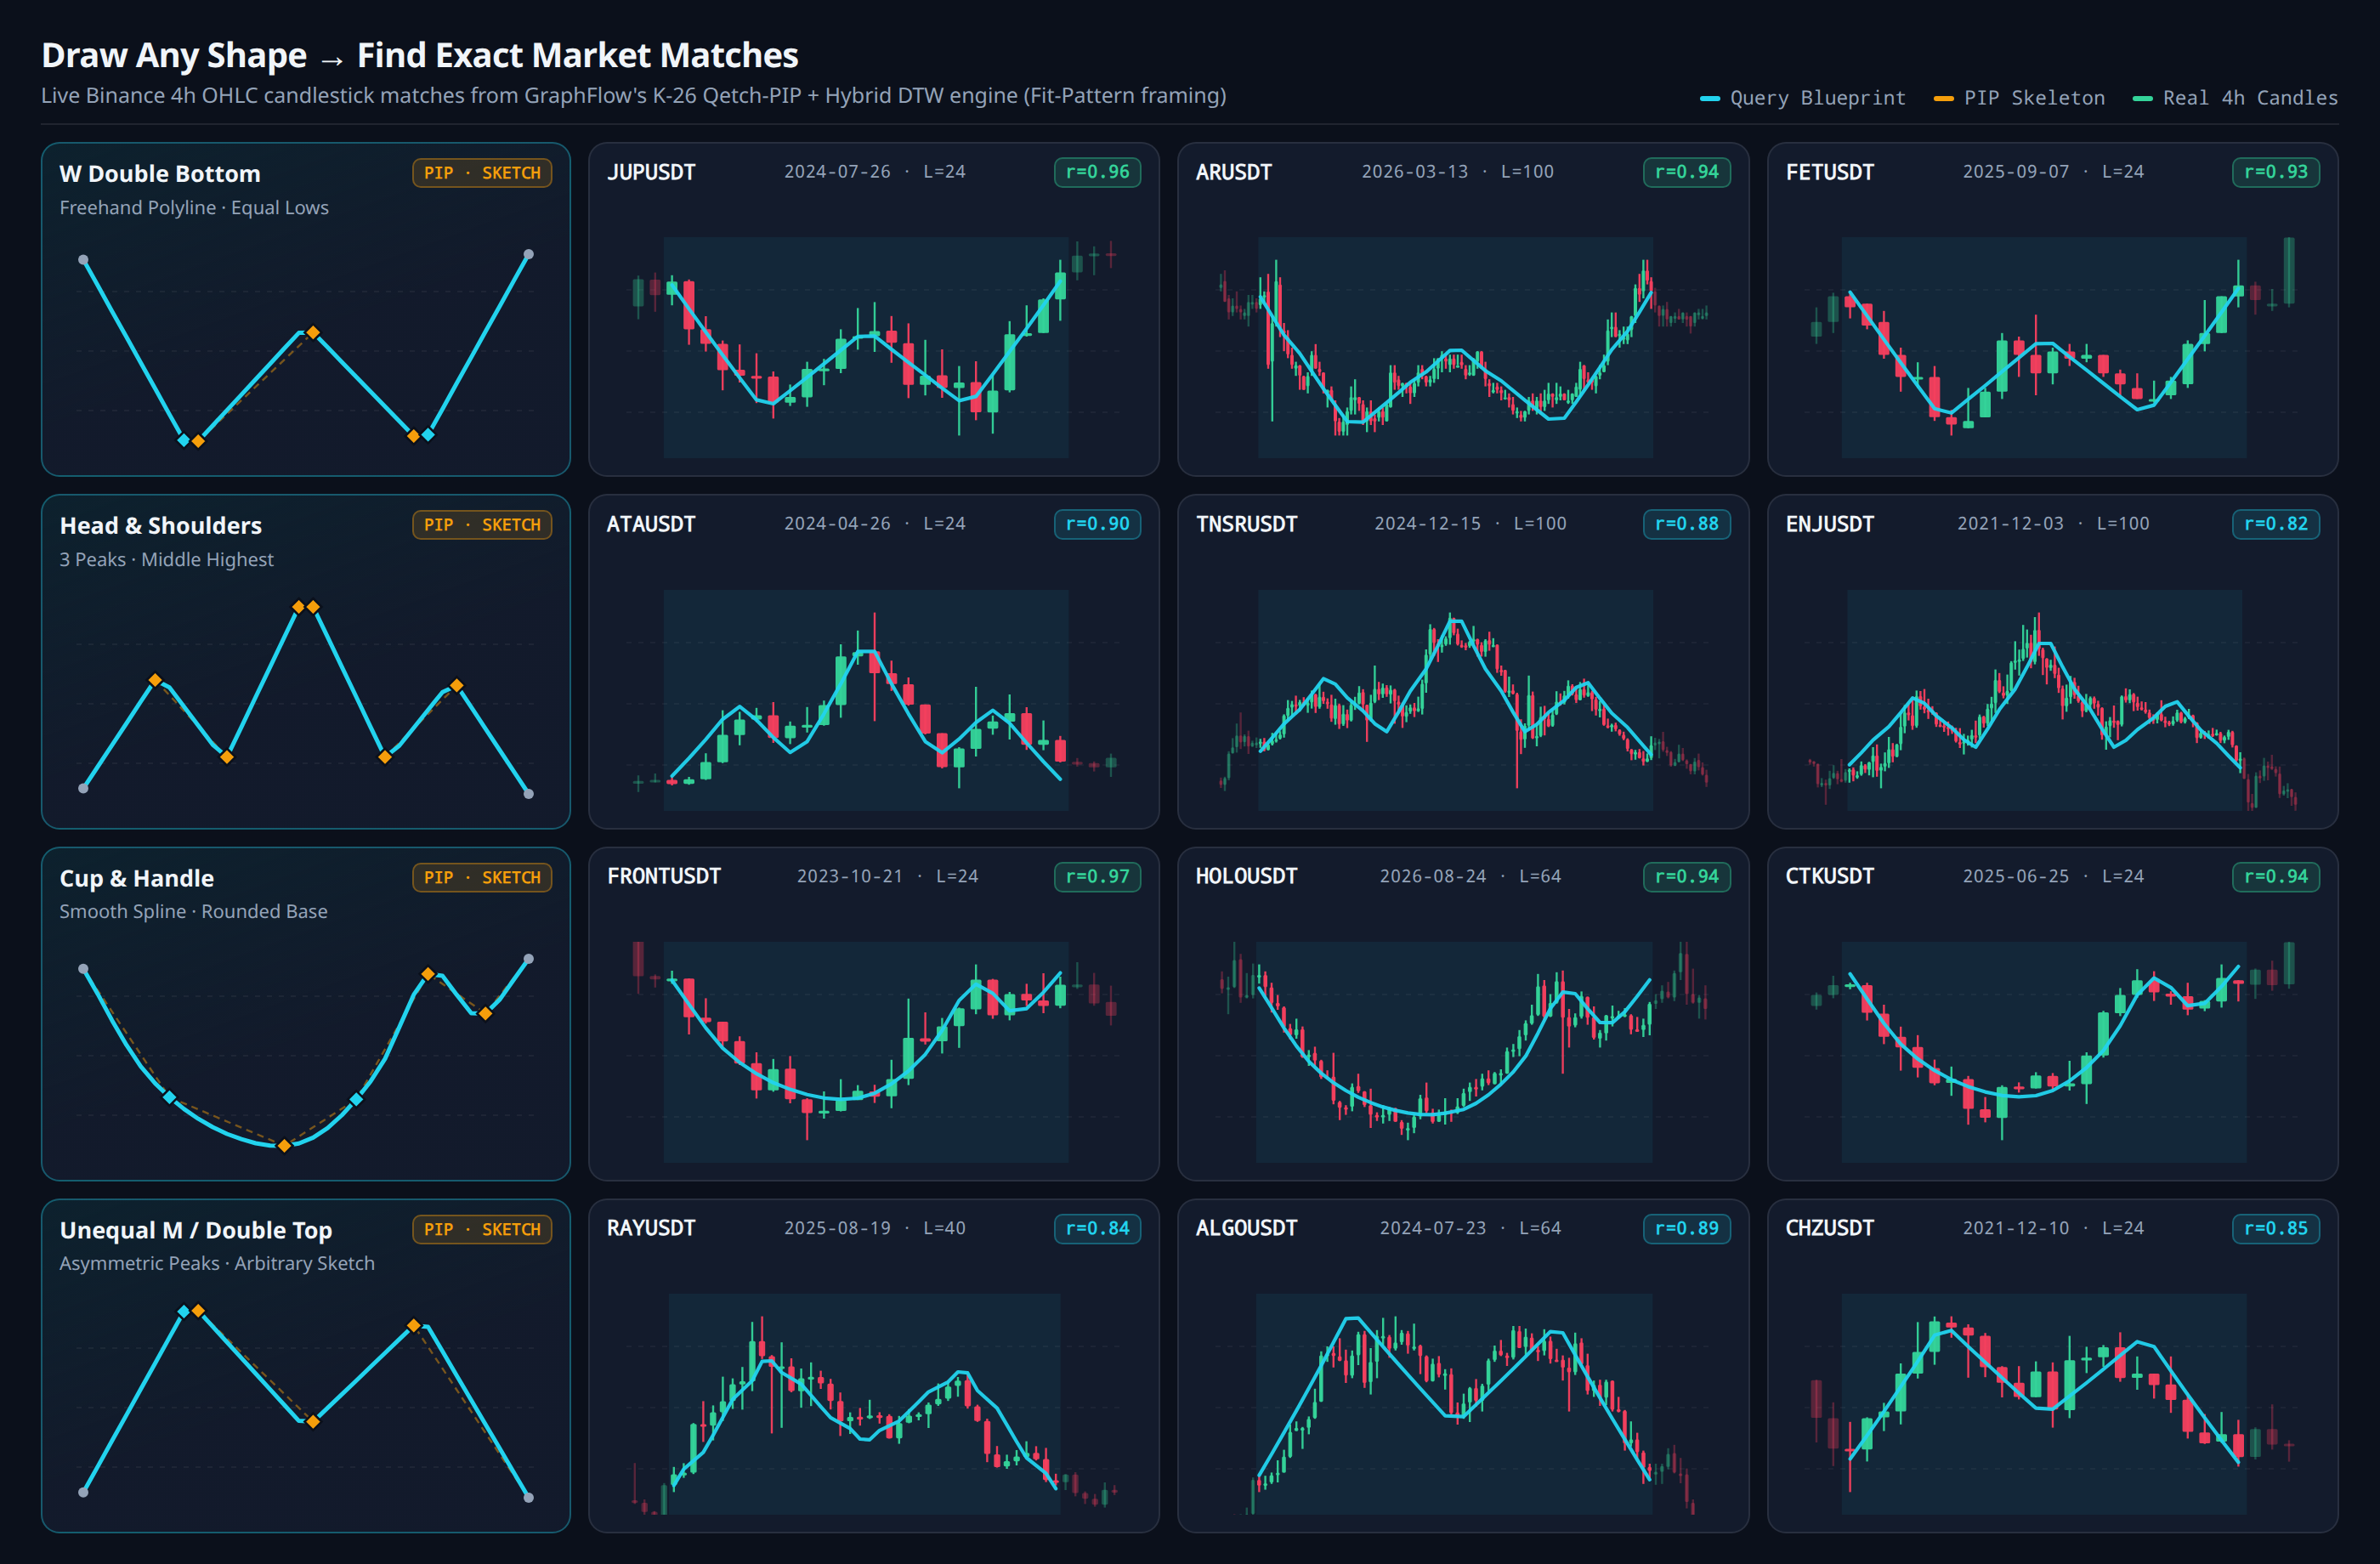 Draw Any Shape → Find Exact Market Matches
Live Binance 4h OHLC candlestick matches from GraphFlow's K-26 Qetch-PIP + Hybrid DTW engine (Fit-Pattern framing)
Query Blueprint PIP Skeleton Real 4h Candles
W Double Bottom PIP · SKETCH
Freehand Polyline · Equal Lows
JUPUSDT 2024-07-26 · L=24 r=0.96
ARUSDT 2026-03-13 · L=100 r=0.94
FETUSDT 2025-09-07 · L=24 r=0.93
Head & Shoulders PIP · SKETCH
3 Peaks · Middle Highest
ATAUSDT 2024-04-26 · L=24 r=0.90
TNSRUSDT 2024-12-15 · L=100 r=0.88
ENJUSDT 2021-12-03 · L=100 r=0.82
Cup & Handle PIP · SKETCH
Smooth Spline · Rounded Base
FRONTUSDT 2023-10-21 · L=24 r=0.97
HOLOUSDT 2026-08-24 · L=64 r=0.94
CTKUSDT 2025-06-25 · L=24 r=0.94
Unequal M / Double Top PIP · SKETCH
Asymmetric Peaks · Arbitrary Sketch
RAYUSDT 2025-08-19 · L=40 r=0.84
ALGOUSDT 2024-07-23 · L=64 r=0.89
CHZUSDT 2021-12-10 · L=24 r=0.85